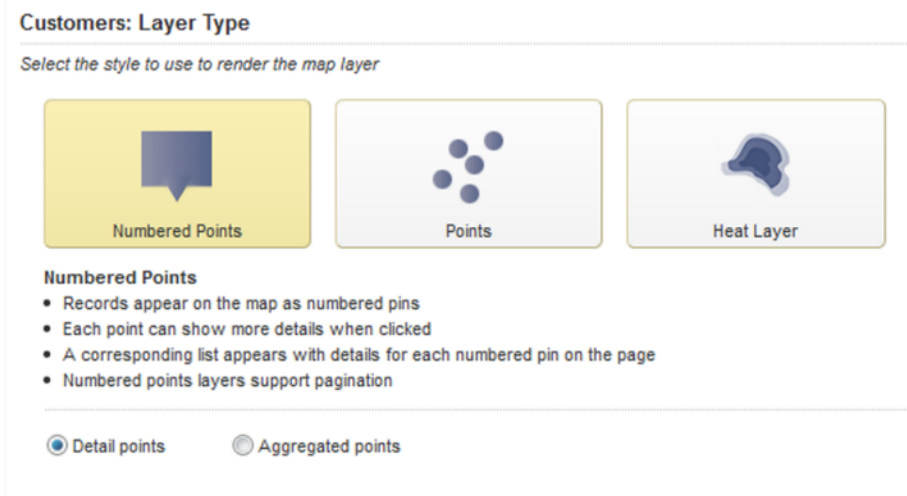 Customers: Layer Type
Select the style to use to render the map layer
Numbered Points
Points
Heat Layer
Numbered Points
• Records appear on the map as numbered pins
• Each point can show more details when clicked
• A corresponding list appears with details for each numbered pin on the page
• Numbered points layers support pagination
Detail points
Aggregated points